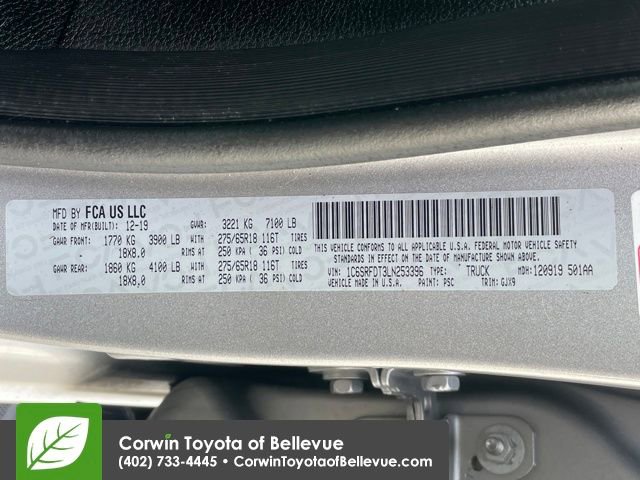 MFD BY FCA US LLC
DATE OF MFR(BUILT): 12-19 GVWR: 3221 KG 7100 LB
GAWR FRONT: 1770 KG 3900 LB WITH 275/65R18 116T TIRES
18X8.0 RIMS AT 250 KPA ( 36 PSI) COLD
GAWR REAR: 1860 KG 4100 LB WITH 275/65R18 116T TIRES
18X8.0 RIMS AT 250 KPA ( 36 PSI) COLD
THIS VEHICLE CONFORMS TO ALL APPLICABLE U.S.A. FEDERAL MOTOR VEHICLE SAFETY
STANDARDS IN EFFECT ON THE DATE OF MANUFACTURE SHOWN ABOVE.
VIN: 1C6SRFDT3LN253396 TYPE: TRUCK MDH: 120919 501AA
VEHICLE MADE IN U.S.A. PAINT: PSC TRIM: GJX9
Corwin Toyota of Bellevue
(402) 733-4445 • CorwinToyotaofBellevue.com